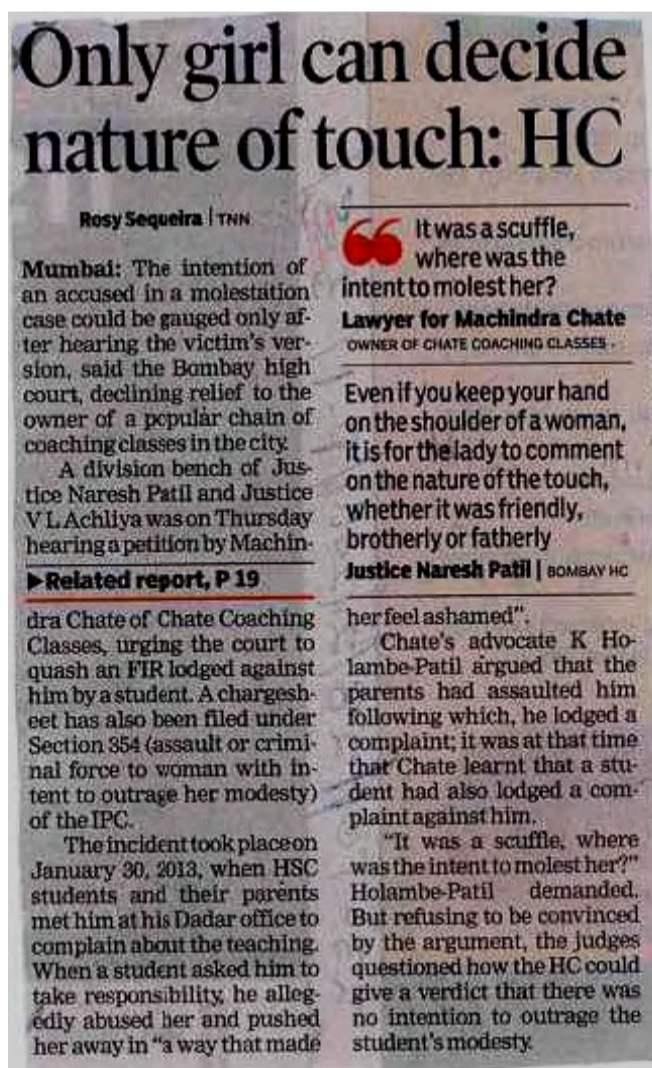 Only girl can decide
nature of touch: HC
Rosy Sequeira | TNN
Mumbai: The intention of
an accused in a molestation
case could be gauged only af-
ter hearing the victim's ver-
sion, said the Bombay high
court, declining relief to the
owner of a popular chain of
coaching classes in the city.
A division bench of Jus-
tice Naresh Patil and Justice
V L Achliya was on Thursday
hearing a petition by Machin-
▶Related report, P 19
dra Chate of Chate Coaching
Classes, urging the court to
quash an FIR lodged against
him by a student. A chargesh-
eet has also been filed under
Section 354 (assault or crimi-
nal force to woman with in-
tent to outrage her modesty)
of the IPC.
The incident took place on
January 30, 2013, when HSC
students and their parents
met him at his Dadar office to
complain about the teaching.
When a student asked him to
take responsibility, he alleg-
edly abused her and pushed
her away in "a way that made
“ It was a scuffle,
where was the
intent to molest her?
Lawyer for Machindra Chate
OWNER OF CHATE COACHING CLASSES
Even if you keep your hand
on the shoulder of a woman,
it is for the lady to comment
on the nature of the touch,
whether it was friendly,
brotherly or fatherly
Justice Naresh Patil | BOMBAY HC
her feel ashamed".
Chate's advocate K Ho-
lambe-Patil argued that the
parents had assaulted him
following which, he lodged a
complaint; it was at that time
that Chate learnt that a stu-
dent had also lodged a com-
plaint against him.
"It was a scuffle, where
was the intent to molest her?"
Holambe-Patil demanded.
But refusing to be convinced
by the argument, the judges
questioned how the HC could
give a verdict that there was
no intention to outrage the
student's modesty.